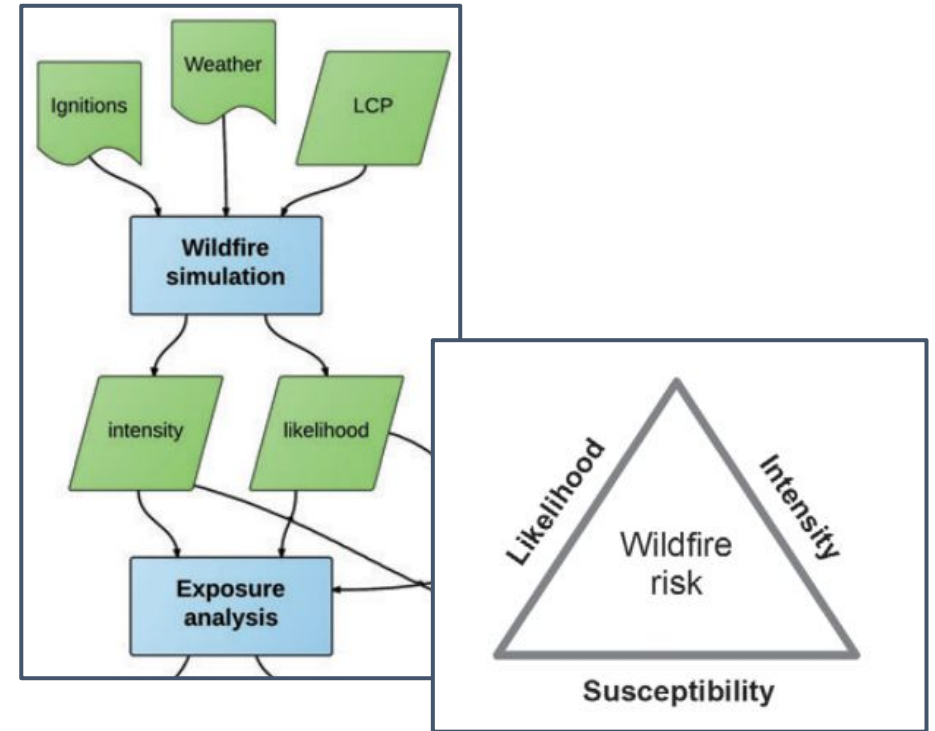 Ignitions
Weather
LCP
Wildfire
simulation
intensity
likelihood
Exposure
analysis
Likelihood
Intensity
Wildfire
risk
Susceptibility